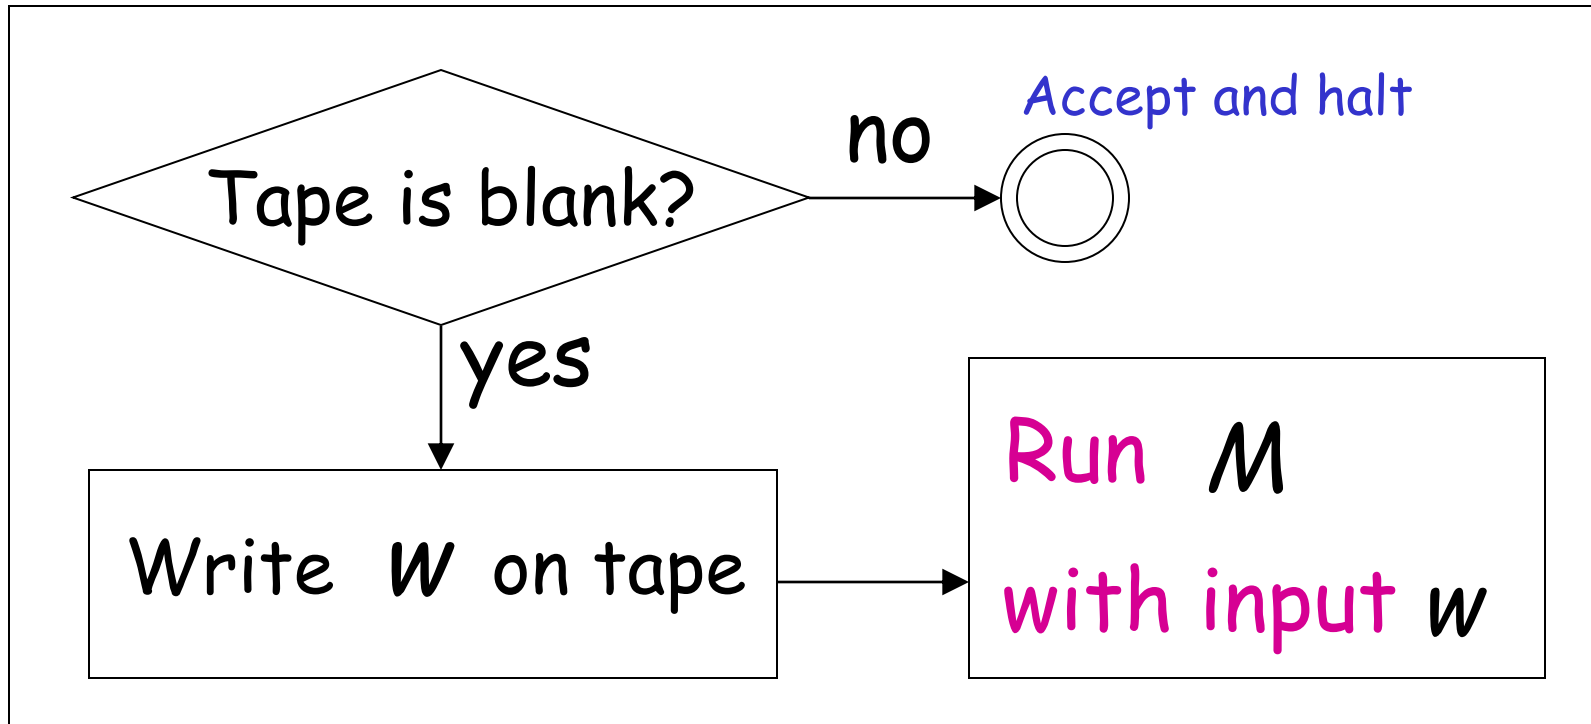 Accept and halt
no
Tape is blank?
yes
Run M
Write w on tape
with input w